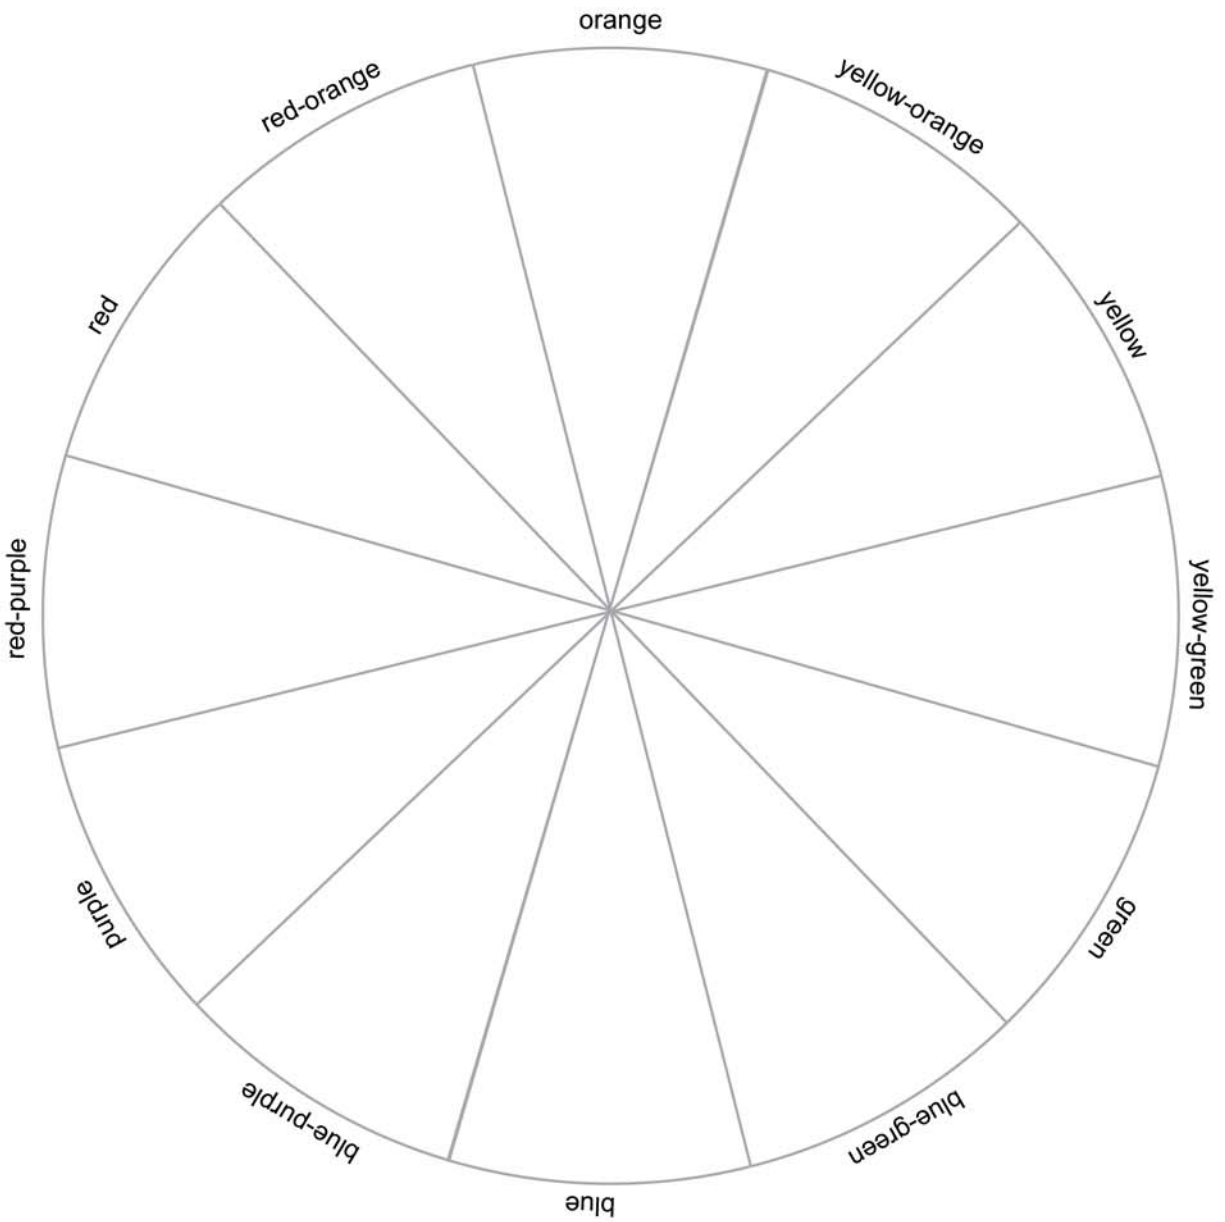 orange
yellow-orange
yellow
yellow-green
green
blue-green
blue
blue-purple
purple
red-purple
red
red-orange